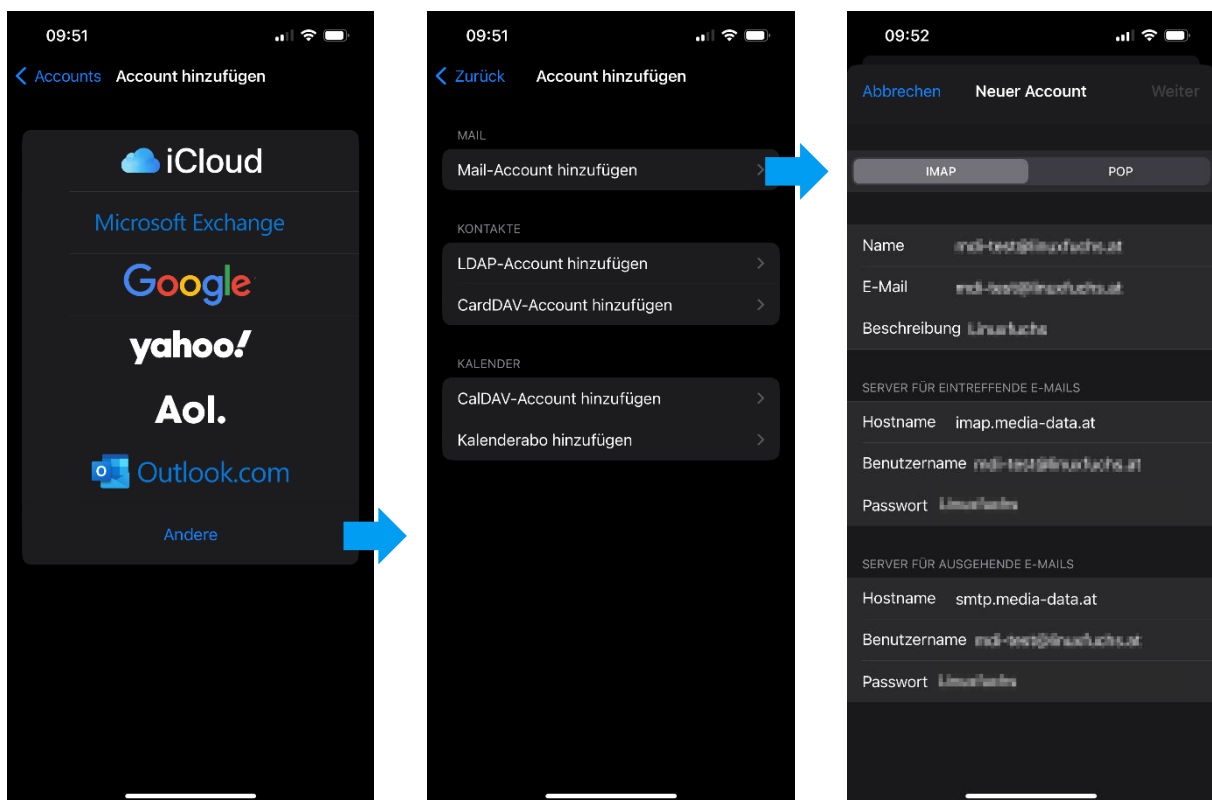 09:51
Accounts Account hinzufügen
iCloud
Microsoft Exchange
Google
yahoo!
Aol.
Outlook.com
Andere
09:51
Zurück Account hinzufügen
MAIL
Mail-Account hinzufügen
KONTAKTE
LDAP-Account hinzufügen
CardDAV-Account hinzufügen
KALENDER
CalDAV-Account hinzufügen
Kalenderabo hinzufügen
09:52
Abbrechen Neuer Account Weiter
IMAP POP
Name
E-Mail
Beschreibung
SERVER FÜR EINTREFFENDE E-MAILS
Hostname imap.media-data.at
Benutzername
Passwort
SERVER FÜR AUSGEHENDE E-MAILS
Hostname smtp.media-data.at
Benutzername
Passwort